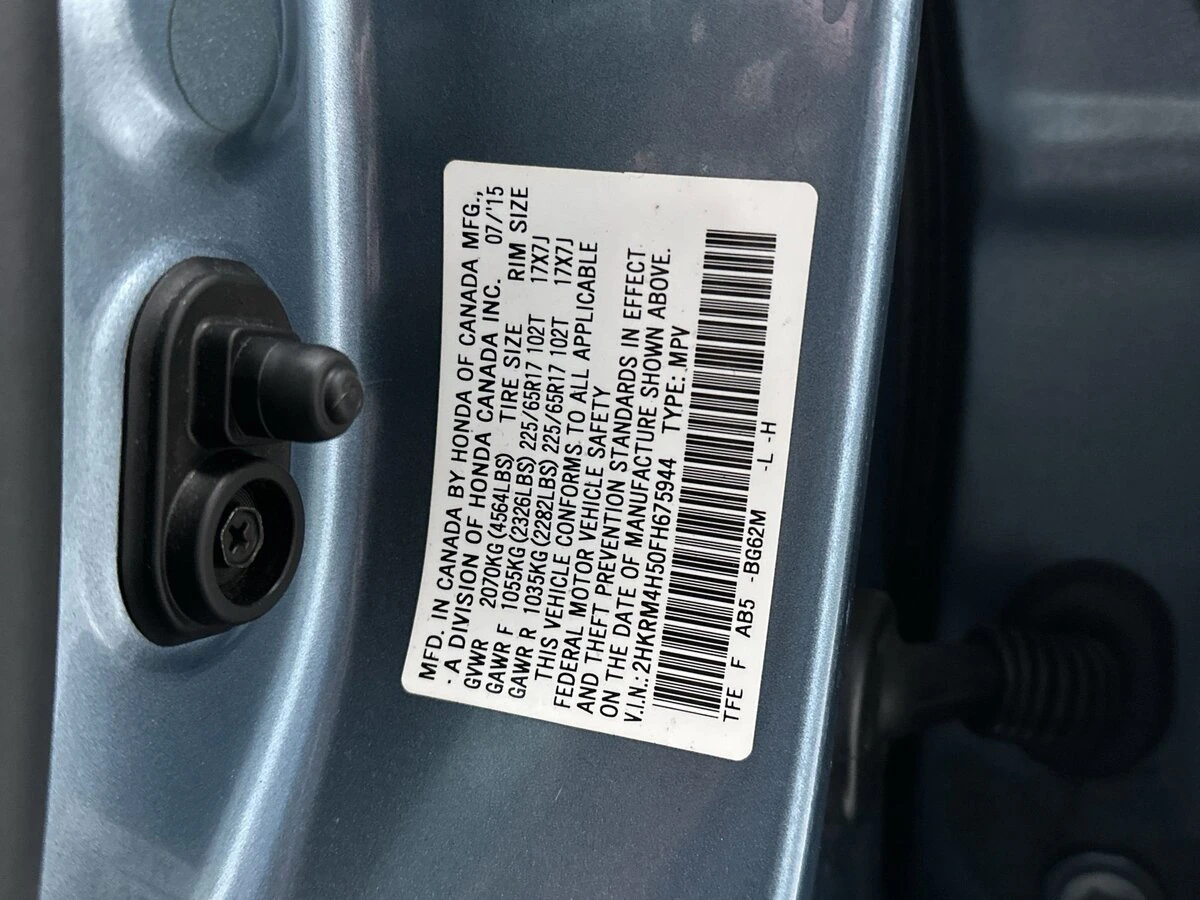 MFD. IN CANADA BY HONDA OF CANADA MFG.,
· A DIVISION OF HONDA CANADA INC. 07/'15
GVWR 2070KG(4564LBS) TIRE SIZE RIM SIZE
GAWR F 1055KG(2326LBS) 225/65R17 102T 17X7J
GAWR R 1035KG(2282LBS) 225/65R17 102T 17X7J
THIS VEHICLE CONFORMS TO ALL APPLICABLE
FEDERAL MOTOR VEHICLE SAFETY
AND THEFT PREVENTION STANDARDS IN EFFECT
ON THE DATE OF MANUFACTURE SHOWN ABOVE.
V.I.N.:2HKRM4H50FH675944 TYPE:MPV
TFE F AB5 -BG62M -L -H